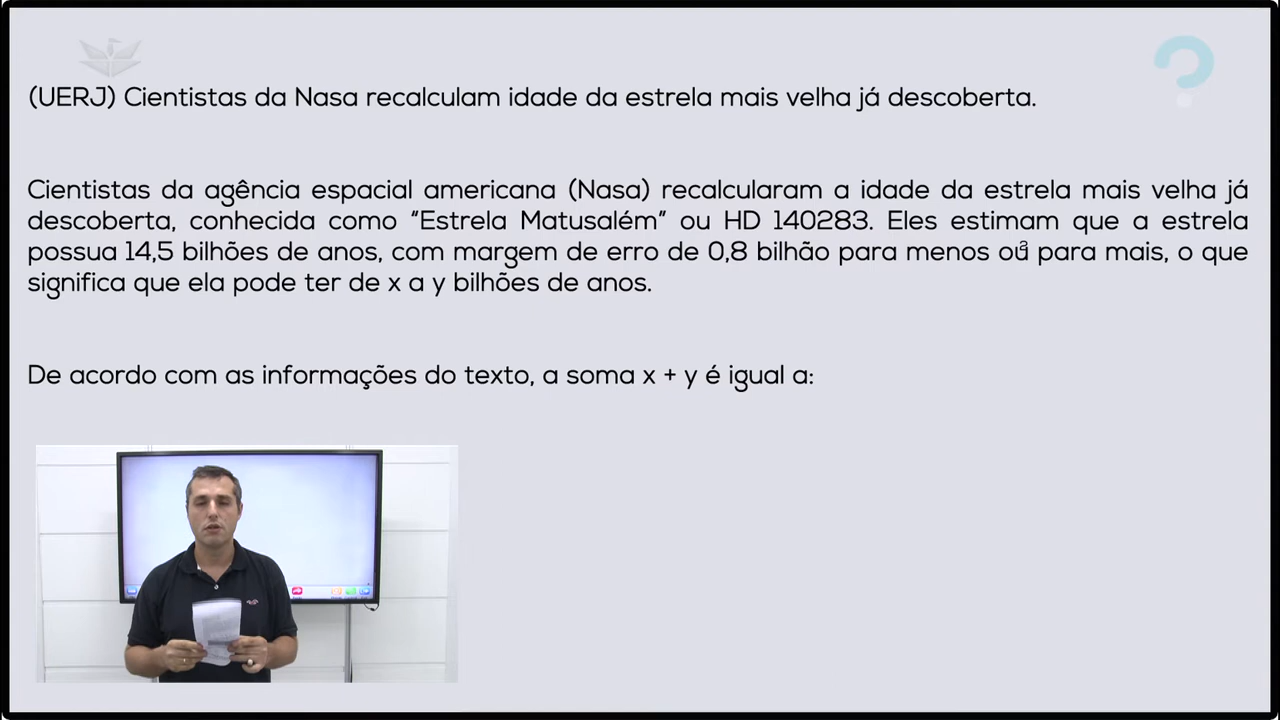 (UERJ) Cientistas da Nasa recalculam idade da estrela mais velha já descoberta.
Cientistas da agência espacial americana (Nasa) recalcularam a idade da estrela mais velha já
descoberta, conhecida como “Estrela Matusalém” ou HD 140283. Eles estimam que a estrela
possua 14,5 bilhões de anos, com margem de erro de 0,8 bilhão para menos ou para mais, o que
significa que ela pode ter de x a y bilhões de anos.
De acordo com as informações do texto, a soma x + y é igual a: